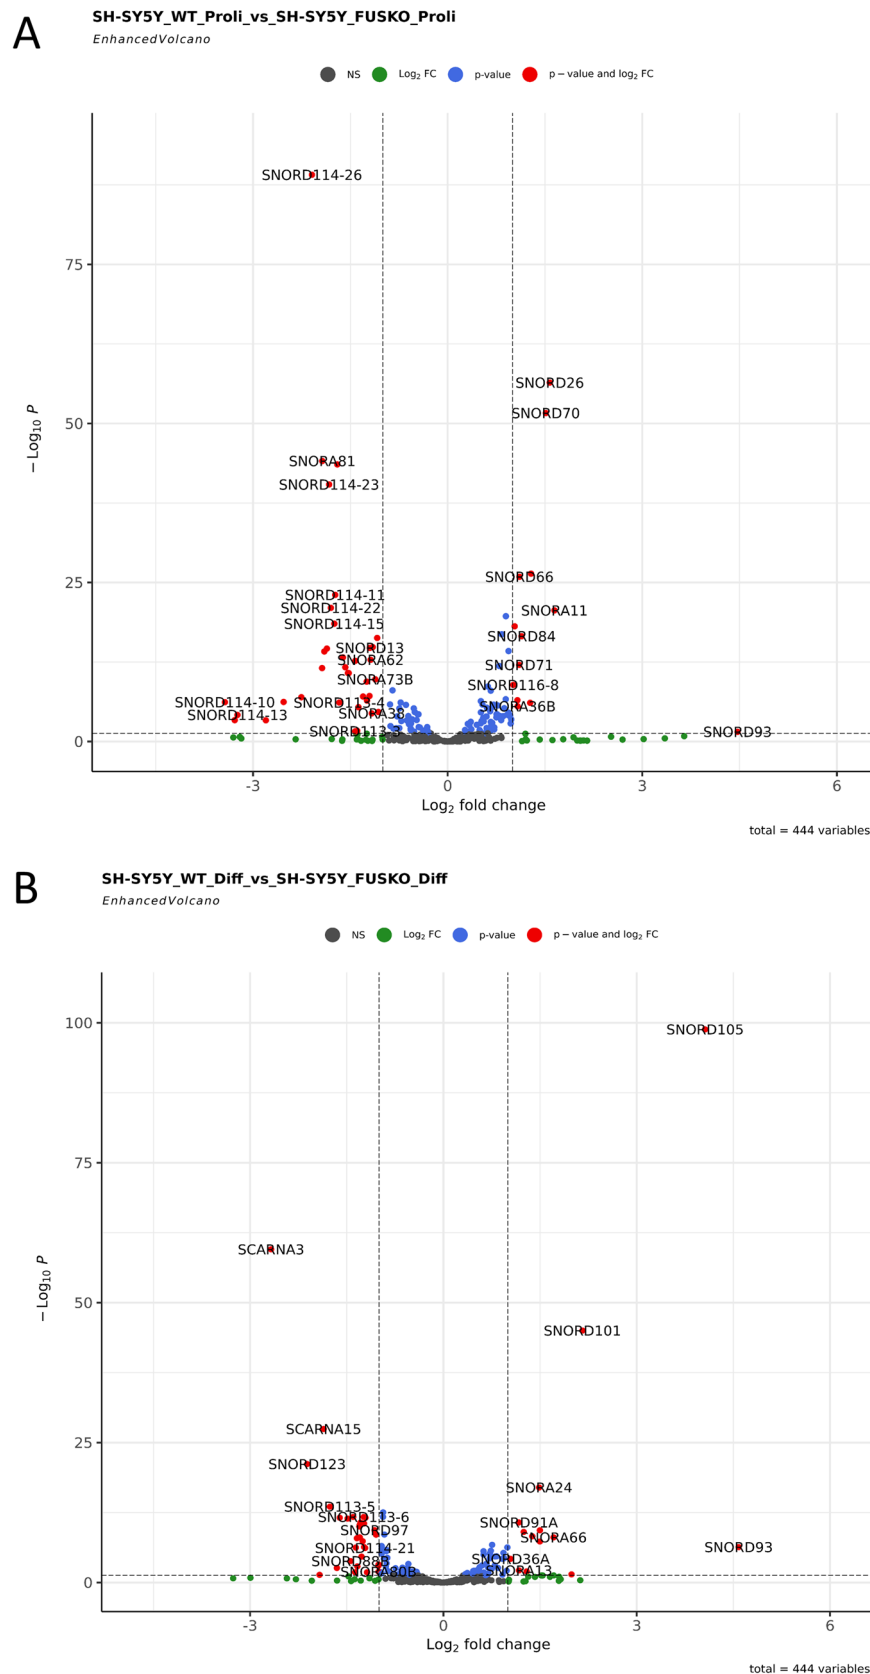 A
SH-SY5Y_WT_Proli_vs_SH-SY5Y_FUSKO_Proli
EnhancedVolcano
NS Log2 FC p-value p − value and log2 FC
SNORD114-26
75
SNORD26
SNORD70
50
SNORA81
SNORD114-23
− Log10 P
25
SNORD66
SNORD114-11
SNORD114-22
SNORA11
SNORD114-15
SNORD84
SNORD13
SNORA62
SNORD71
SNORA73B
SNORD116-8
SNORD114-10
SNORD113-4
SNORA36B
SNORD114-13
SNORA38
SNORD113-3
SNORD93
0
-3 0 3 6
Log2 fold change
total = 444 variables
B
SH-SY5Y_WT_Diff_vs_SH-SY5Y_FUSKO_Diff
EnhancedVolcano
NS Log2 FC p-value p − value and log2 FC
100
SNORD105
75
SCARNA3
− Log10 P
50
SNORD101
25
SCARNA15
SNORD123
SNORA24
SNORD113-5
SNORD113-6
SNORD91A
SNORD97
SNORA66
SNORD114-21
SNORD93
SNORD88B
SNORD36A
SNORA80B
SNORA13
0
-3 0 3 6
Log2 fold change
total = 444 variables